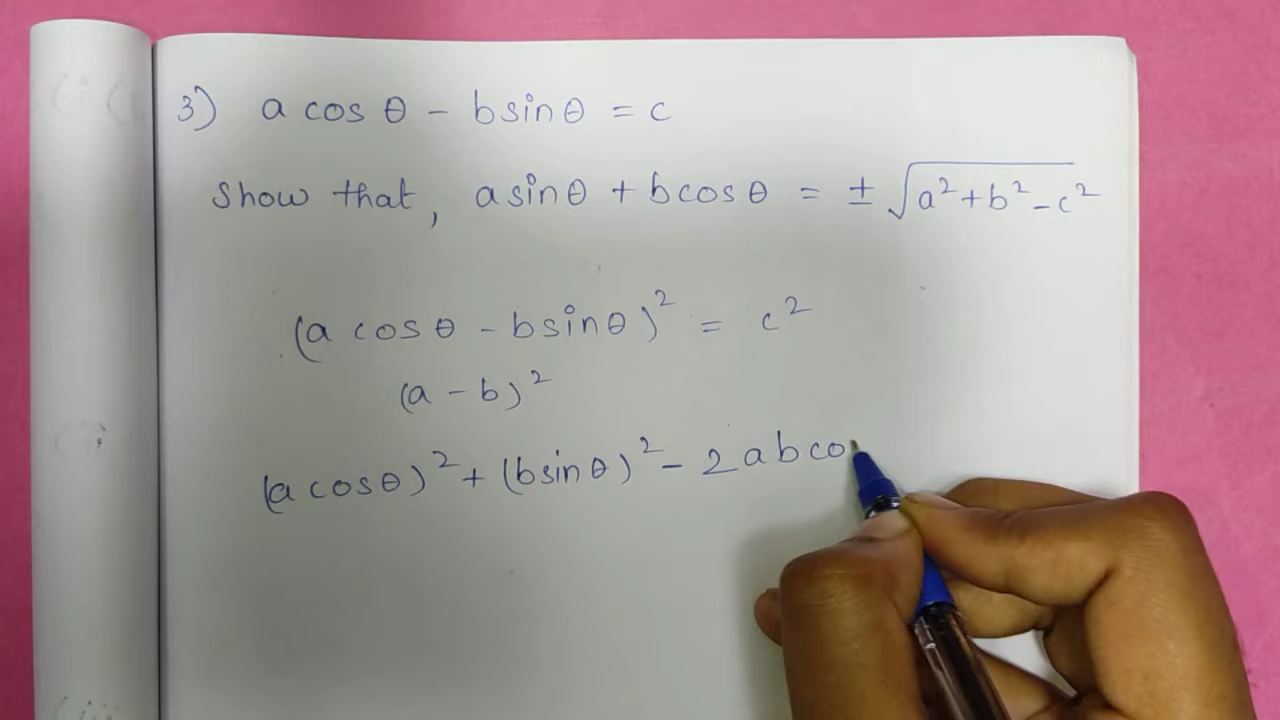 3) a cos θ - b sin θ = c
Show that, a sin θ + b cos θ = ± √a² + b² - c²
(a cos θ - b sin θ)² = c²
(a - b)²
(a cos θ)² + (b sin θ)² - 2 a b co